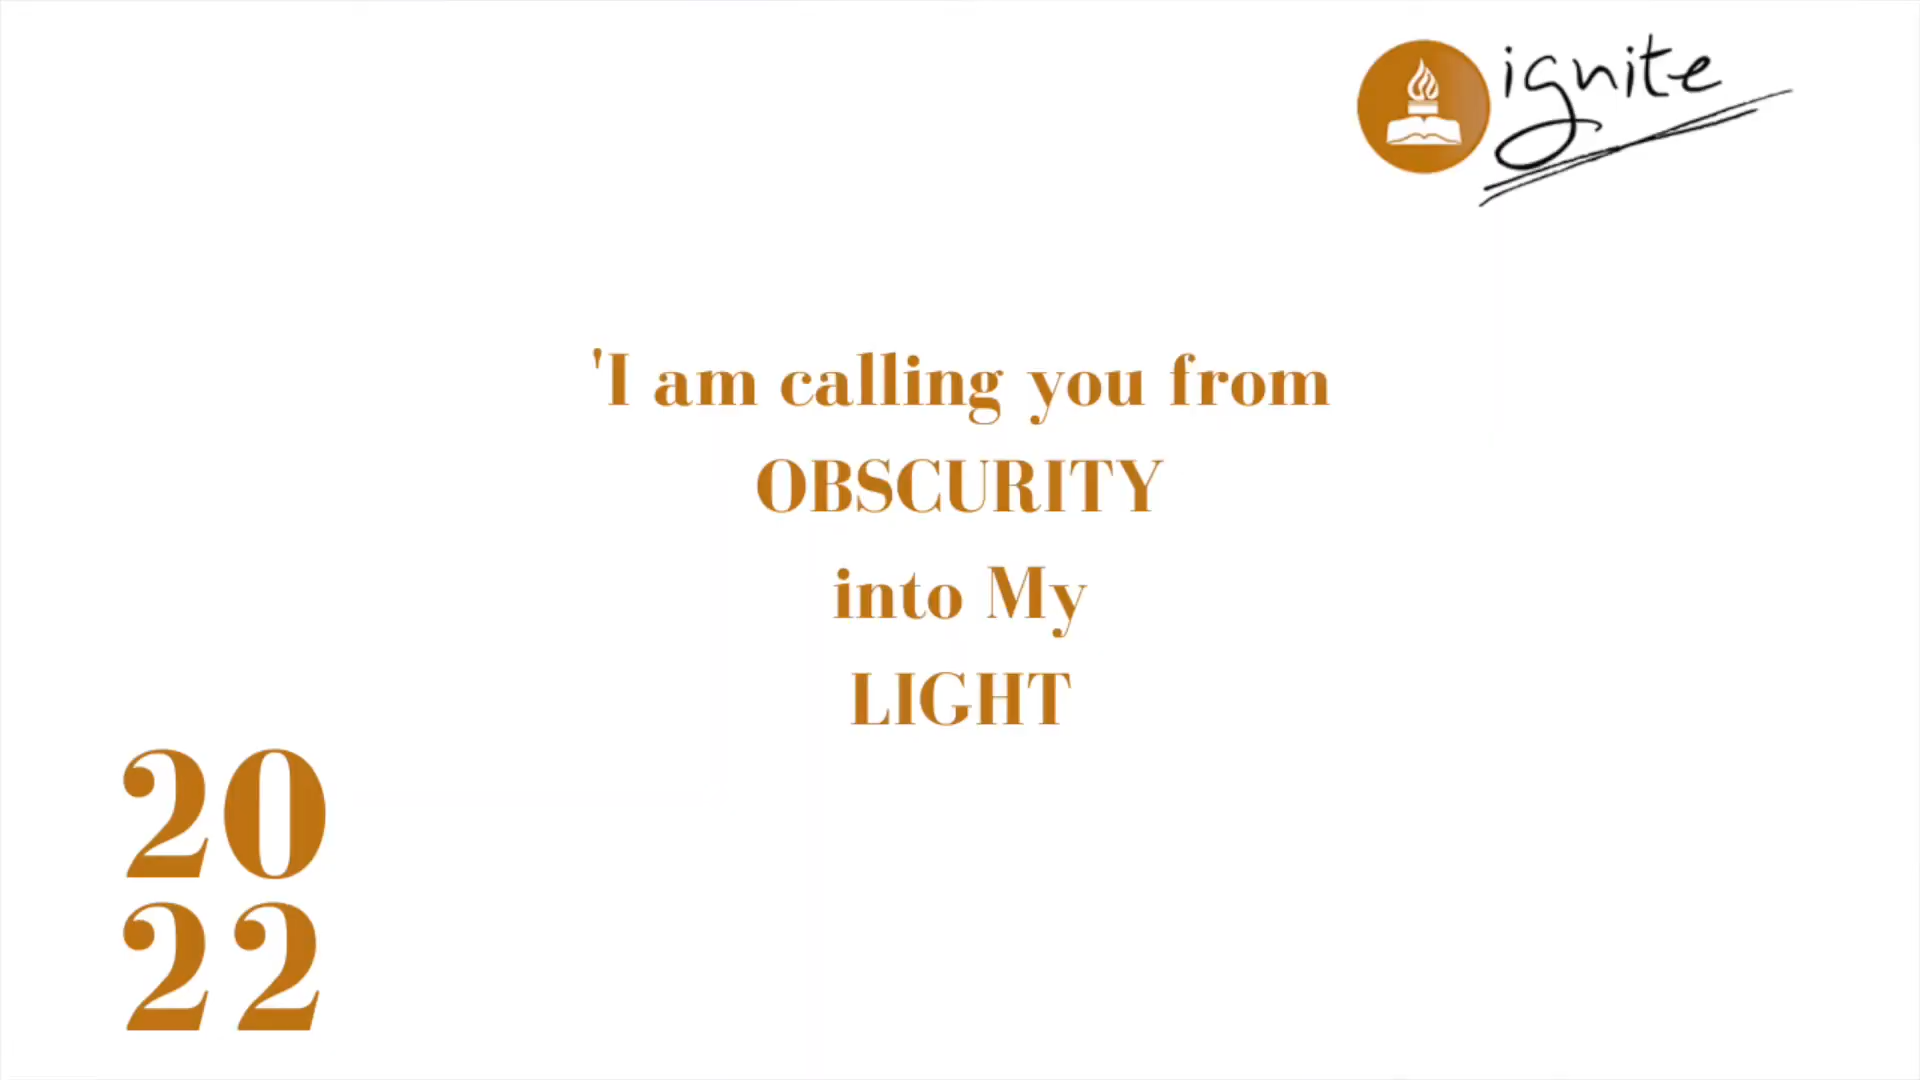 ignite
'I am calling you from
OBSCURITY
into My
LIGHT
20
22